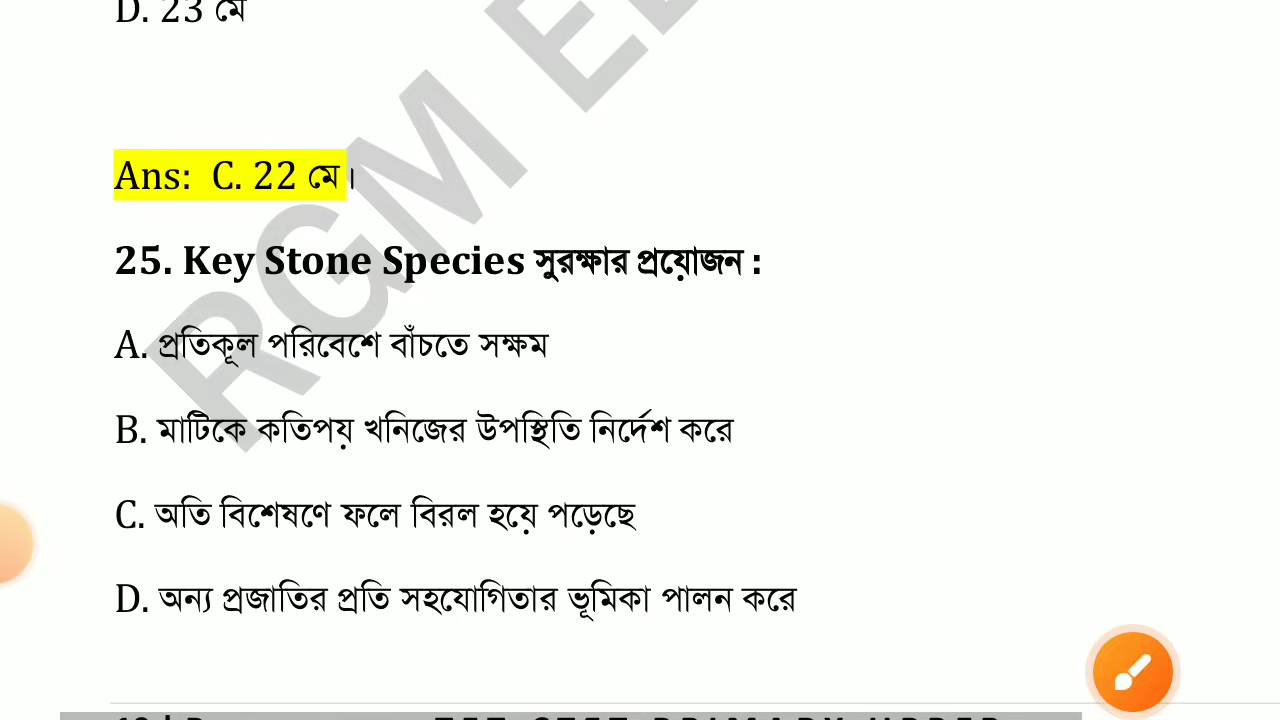 D. 23 মে
Ans: C. 22 মে।
25. Key Stone Species সুরক্ষার প্রয়োজন :
A. প্রতিকূল পরিবেশে বাঁচতে সক্ষম
B. মাটিকে কতিপয় খনিজের উপস্থিতি নির্দেশ করে
C. অতি বিশেষণে ফলে বিরল হয়ে পড়েছে
D. অন্য প্রজাতির প্রতি সহযোগিতার ভূমিকা পালন করে
RGM